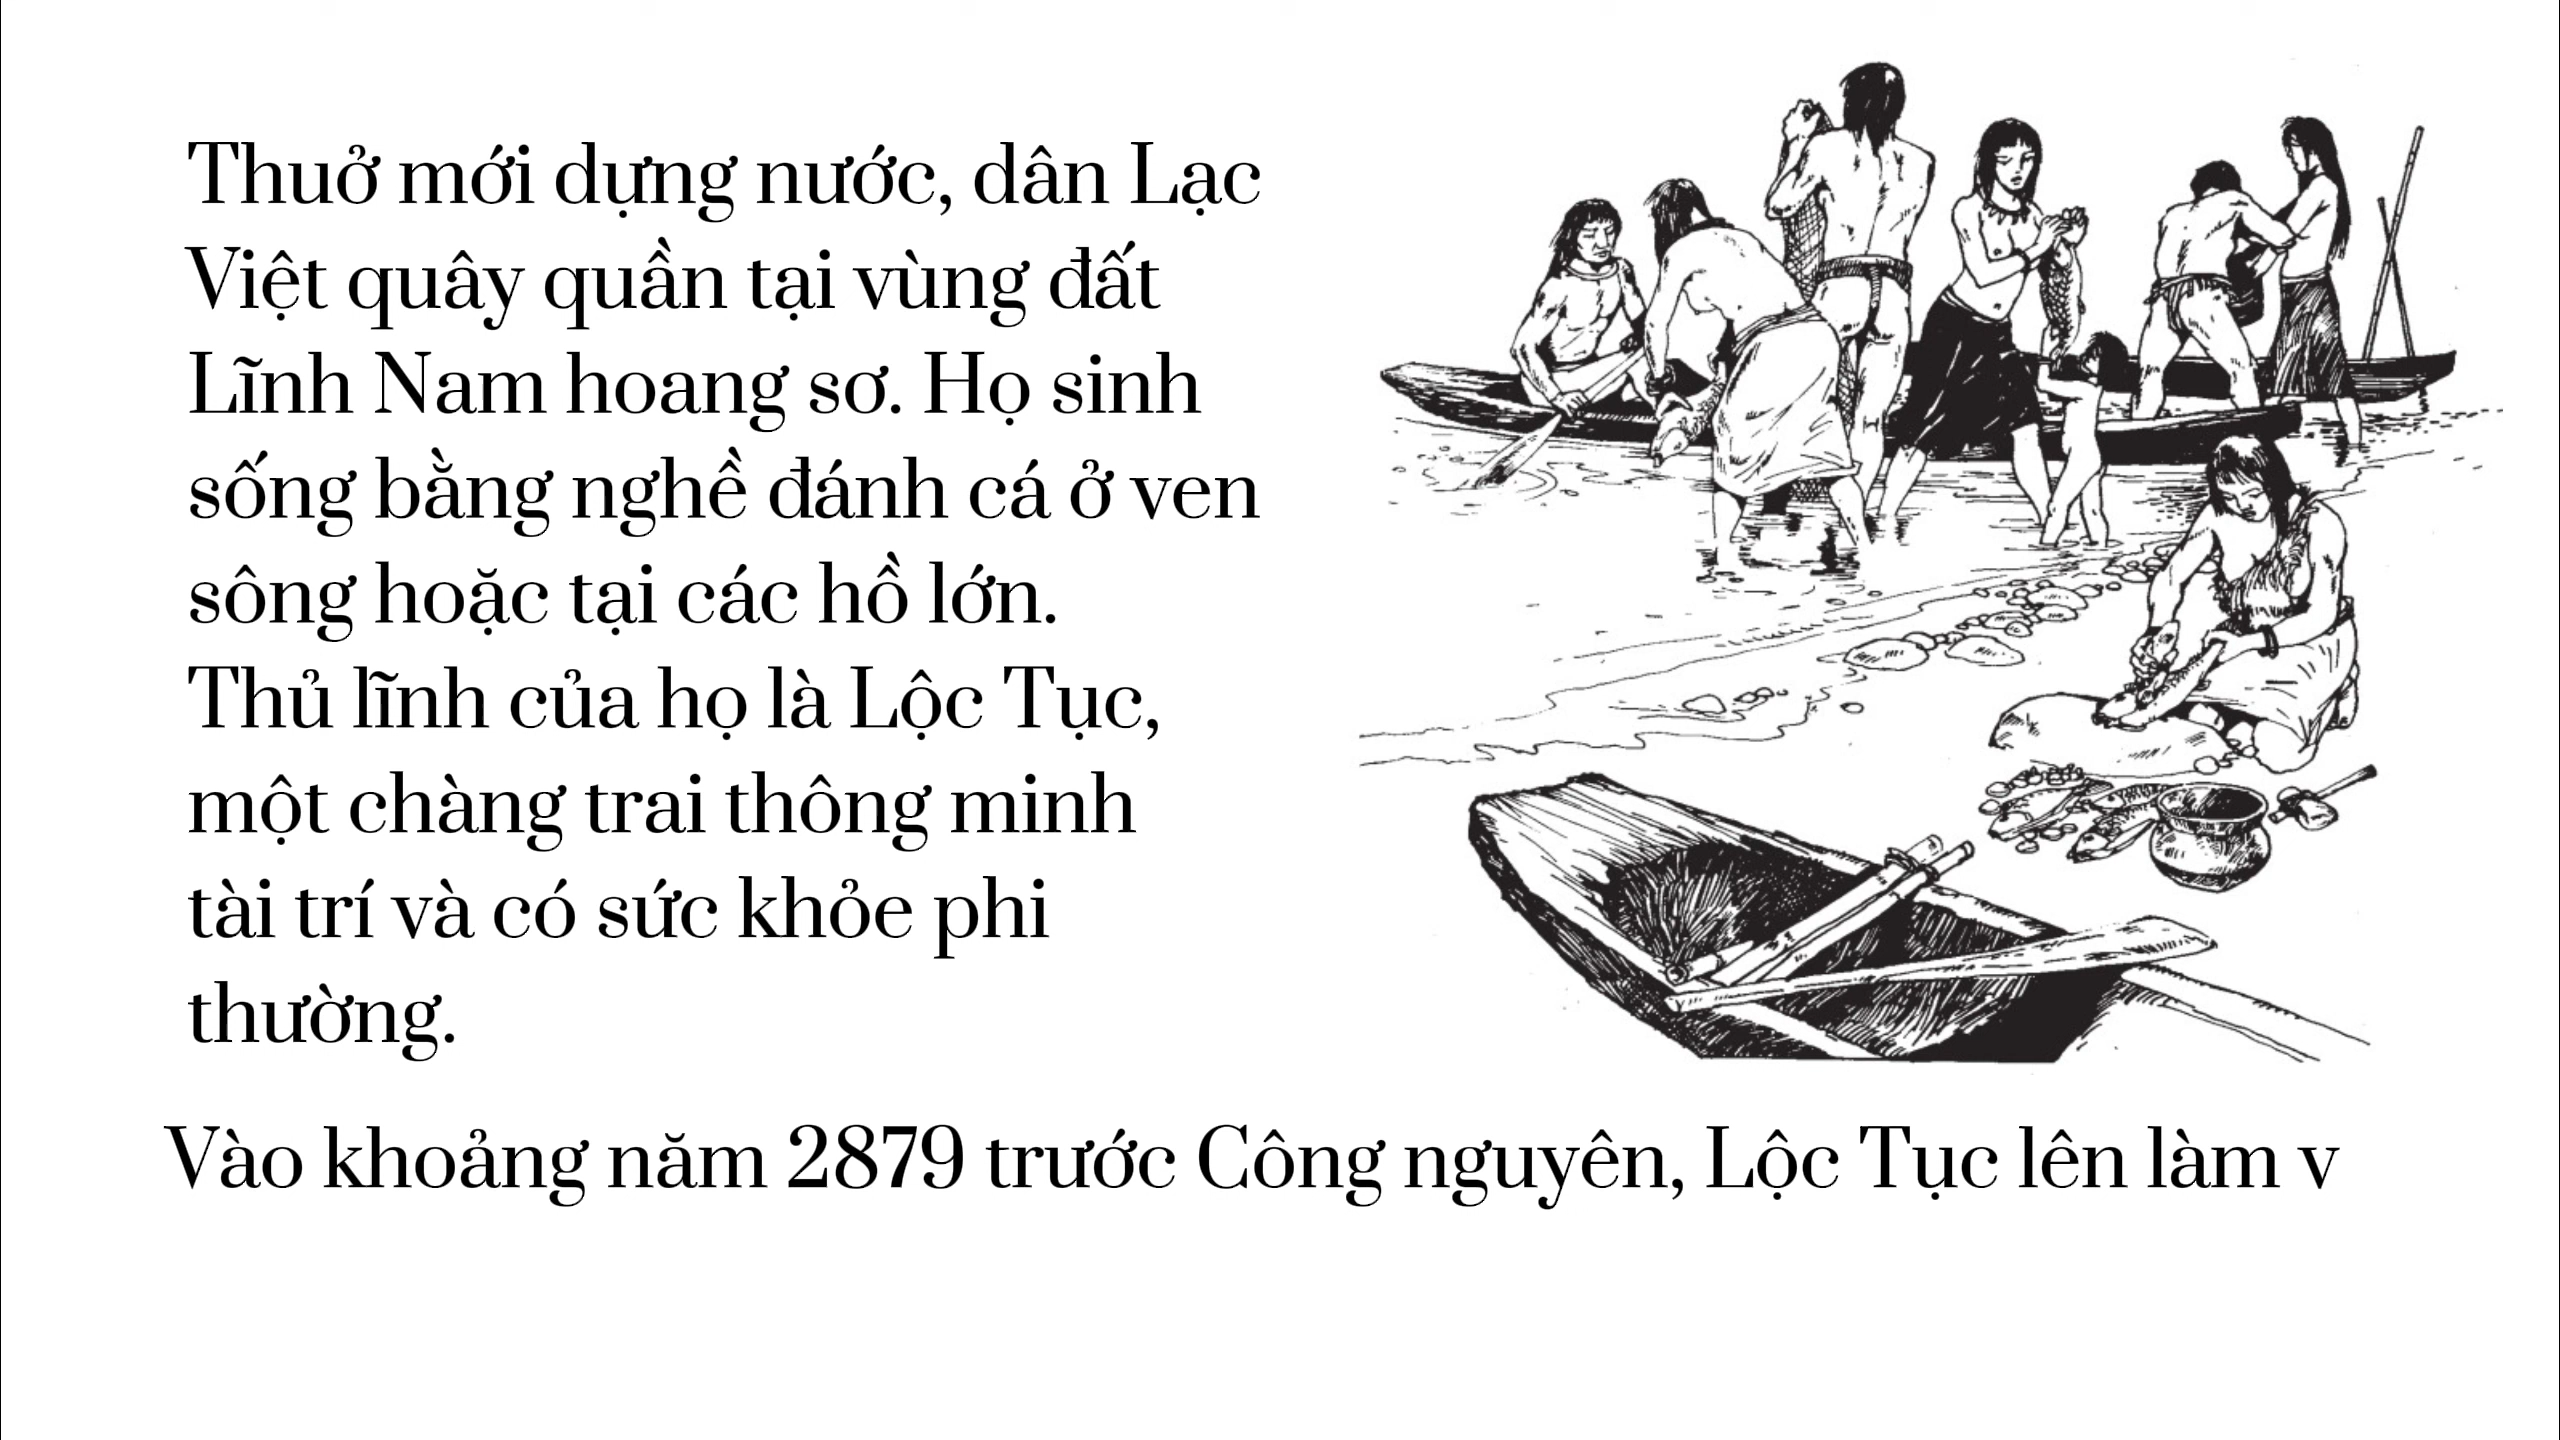 Thuở mới dựng nước, dân Lạc
Việt quây quần tại vùng đất
Lĩnh Nam hoang sơ. Họ sinh
sống bằng nghề đánh cá ở ven
sông hoặc tại các hồ lớn.
Thủ lĩnh của họ là Lộc Tục,
một chàng trai thông minh
tài trí và có sức khỏe phi
thường.
Vào khoảng năm 2879 trước Công nguyên, Lộc Tục lên làm v